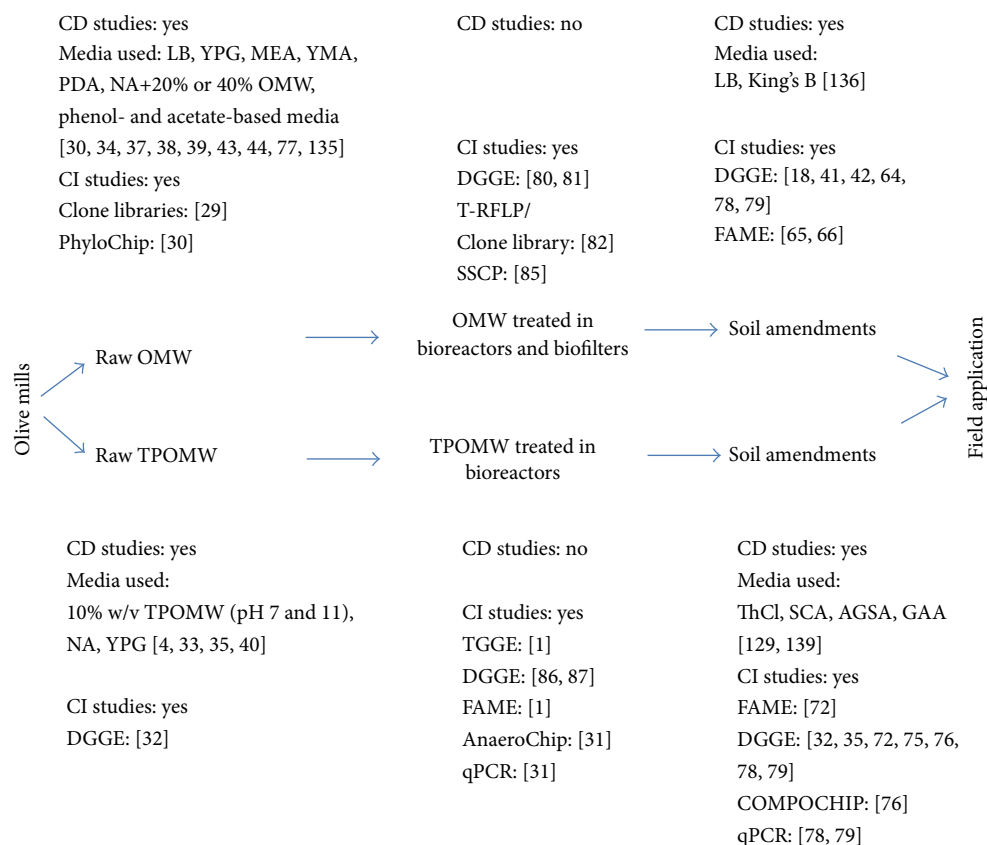 CD studies: yes
Media used: LB, YPG, MEA, YMA,
PDA, NA+20% or 40% OMW,
phenol- and acetate-based media
[30, 34, 37, 38, 39, 43, 44, 77, 135]
CI studies: yes
Clone libraries: [29]
PhyloChip: [30]
CD studies: no
CI studies: yes
DGGE: [80, 81]
T-RFLP/
Clone library: [82]
SSCP: [85]
CD studies: yes
Media used:
LB, King's B [136]
CI studies: yes
DGGE: [18, 41, 42, 64,
78, 79]
FAME: [65, 66]
Olive mills
Raw OMW
OMW treated in
bioreactors and biofilters
Soil amendments
Raw TPOMW
TPOMW treated in
bioreactors
Soil amendments
Field application
CD studies: yes
Media used:
10% w/v TPOMW (pH 7 and 11),
NA, YPG [4, 33, 35, 40]
CI studies: yes
DGGE: [32]
CD studies: no
CI studies: yes
TGGE: [1]
DGGE: [86, 87]
FAME: [1]
AnaeroChip: [31]
qPCR: [31]
CD studies: yes
Media used:
ThCl, SCA, AGSA, GAA
[129, 139]
CI studies: yes
FAME: [72]
DGGE: [32, 35, 72, 75, 76,
78, 79]
COMPOCHIP: [76]
qPCR: [78, 79]